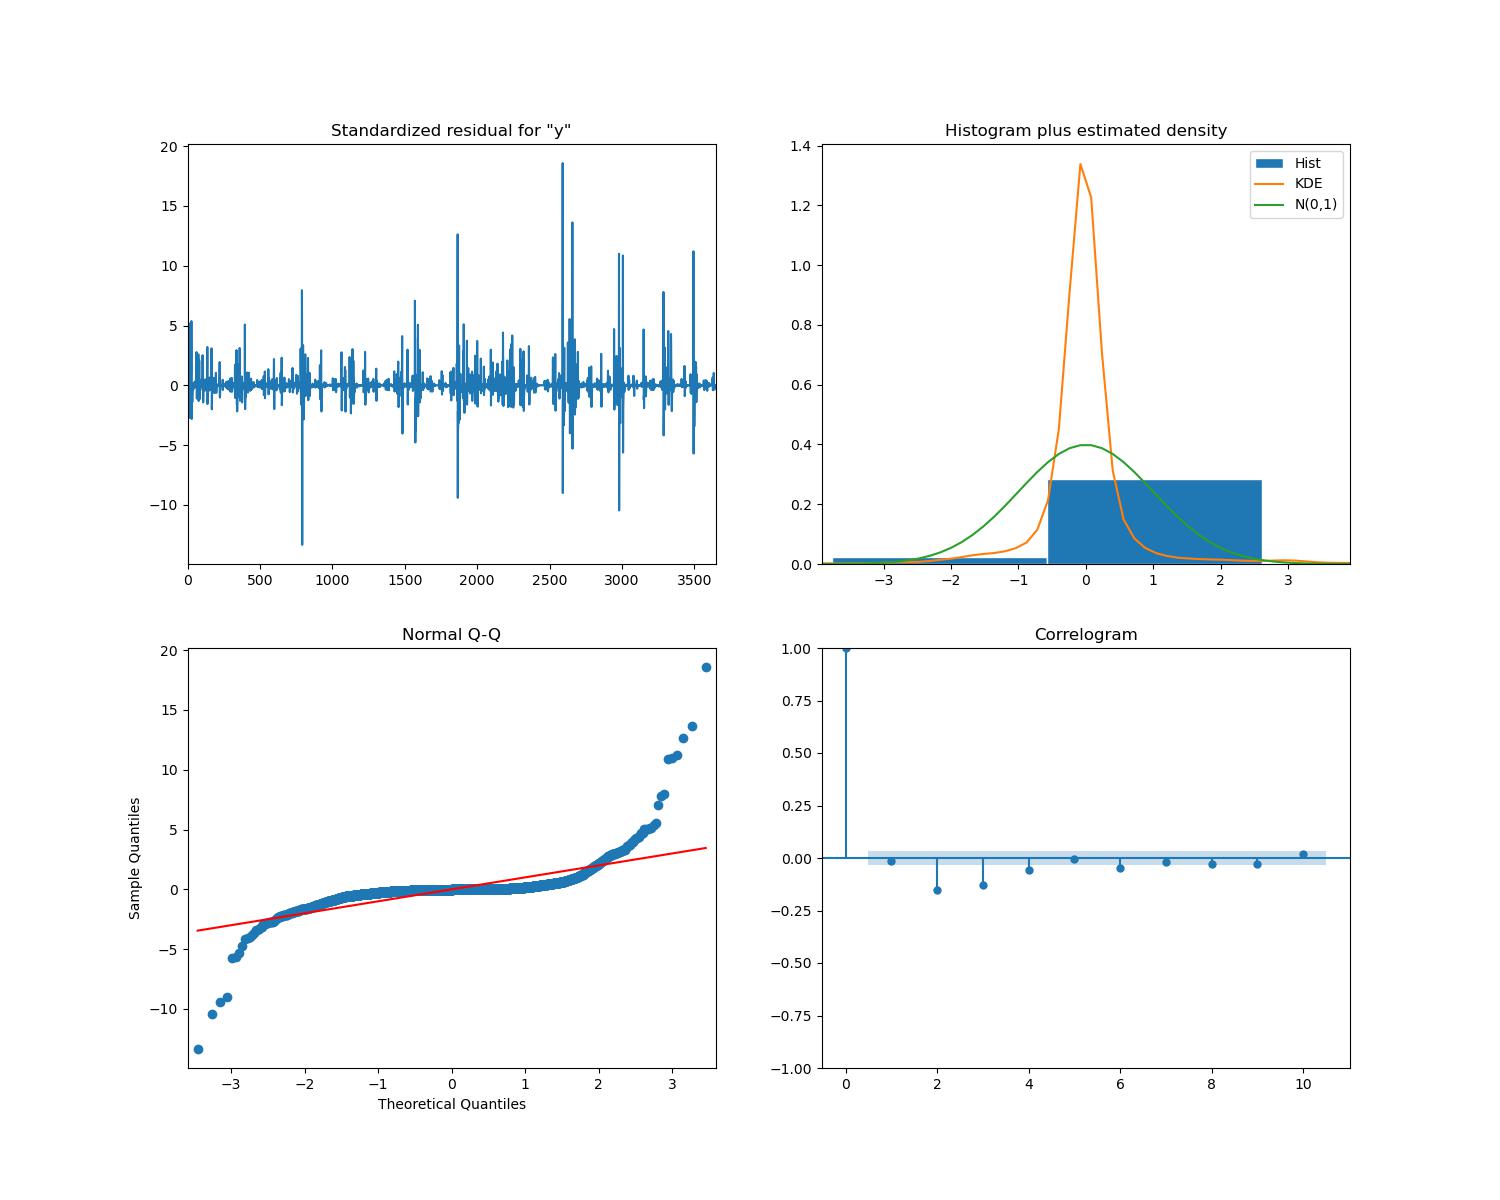 Standardized residual for "y"
20
15
10
5
0
−5
−10
0 500 1000 1500 2000 2500 3000 3500
Histogram plus estimated density
1.4
1.2
1.0
0.8
0.6
0.4
0.2
0.0
−3 −2 −1 0 1 2 3
Hist
KDE
N(0,1)
Normal Q-Q
Sample Quantiles
20
15
10
5
0
−5
−10
−3 −2 −1 0 1 2 3
Theoretical Quantiles
Correlogram
1.00
0.75
0.50
0.25
0.00
−0.25
−0.50
−0.75
−1.00
0 2 4 6 8 10